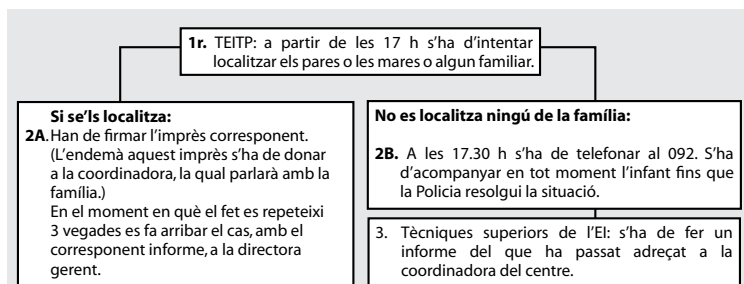 1r. TEITP: a partir de les 17 h s’ha d’intentar
localitzar els pares o les mares o algun familiar.
Si se’ls localitza:
2A.Han de firmar l’imprès corresponent.
(L’endemà aquest imprès s’ha de donar
a la coordinadora, la qual parlarà amb la
família.)
En el moment en què el fet es repeteixi
3 vegades es fa arribar el cas, amb el
corresponent informe, a la directora
gerent.
No es localitza ningú de la família:
2B. A les 17.30 h s’ha de telefonar al 092. S’ha
d’acompanyar en tot moment l’infant fins que
la Policia resolgui la situació.
3. Tècniques superiors de l’EI: s’ha de fer un
informe del que ha passat adreçat a la
coordinadora del centre.